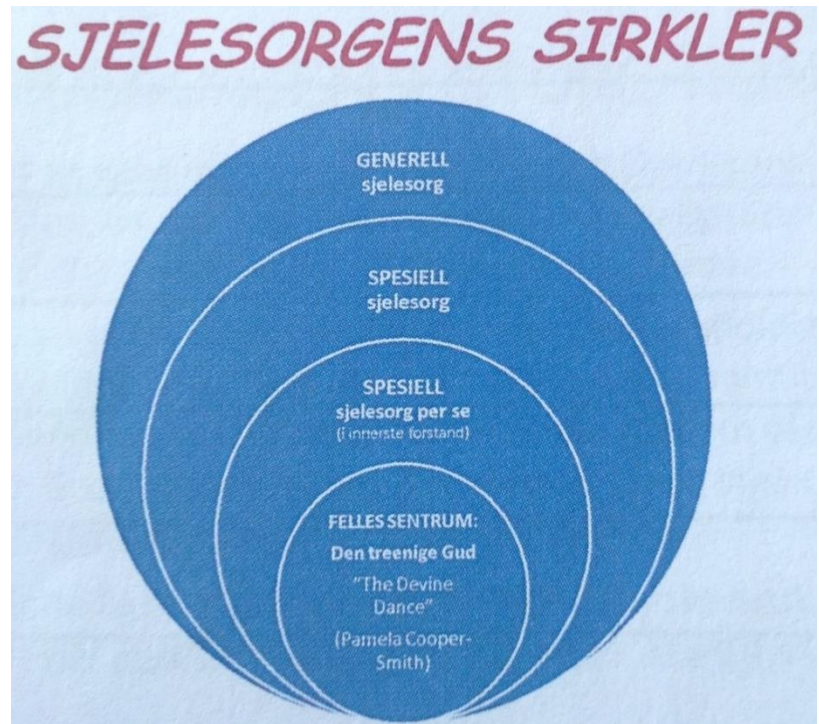 SJELESORGENS SIRKLER
GENERELL
sjelesorg
SPESIELL
sjelesorg
SPESIELL
sjelesorg per se
(i innerste forstand)
FELLES SENTRUM:
Den treenige Gud
"The Devine
Dance"
(Pamela Cooper-
Smith)